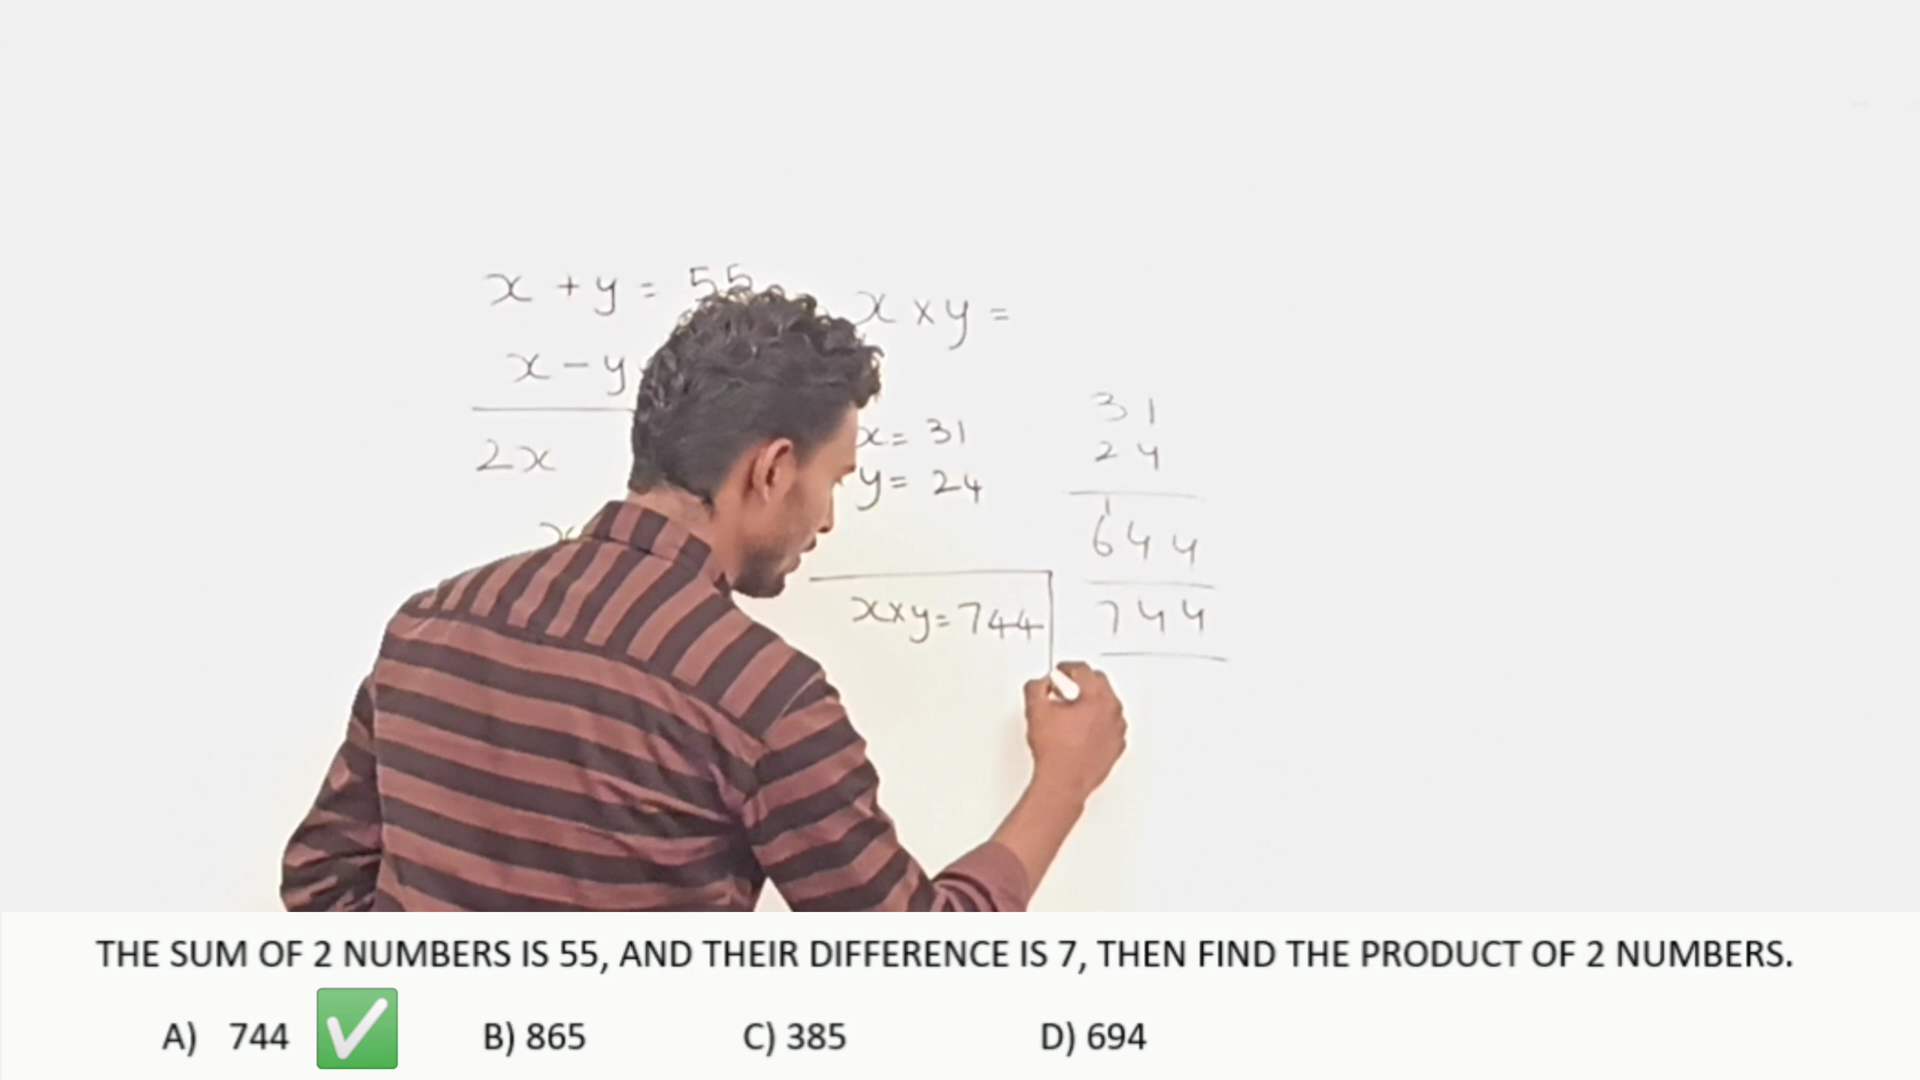 x + y = 55
x - y
2x
x
x × y =
x = 31
y = 24
x×y = 744
31
24
1
644
744
THE SUM OF 2 NUMBERS IS 55, AND THEIR DIFFERENCE IS 7, THEN FIND THE PRODUCT OF 2 NUMBERS.
A) 744 B) 865 C) 385 D) 694